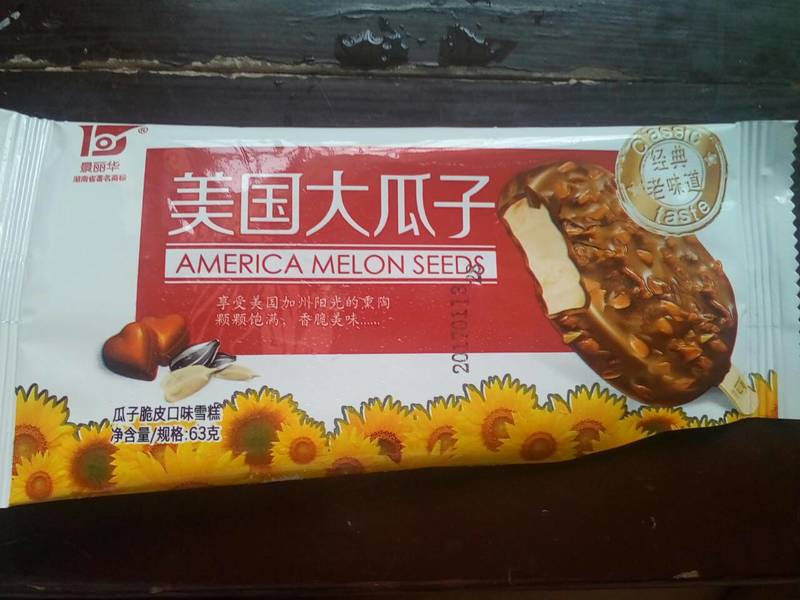 景丽华
湖南省著名商标
美国大瓜子
AMERICA MELON SEEDS
享受美国加州阳光的熏陶
颗颗饱满,香脆美味……
Classic
经典
老味道
taste
瓜子脆皮口味雪糕
净含量/规格:63克